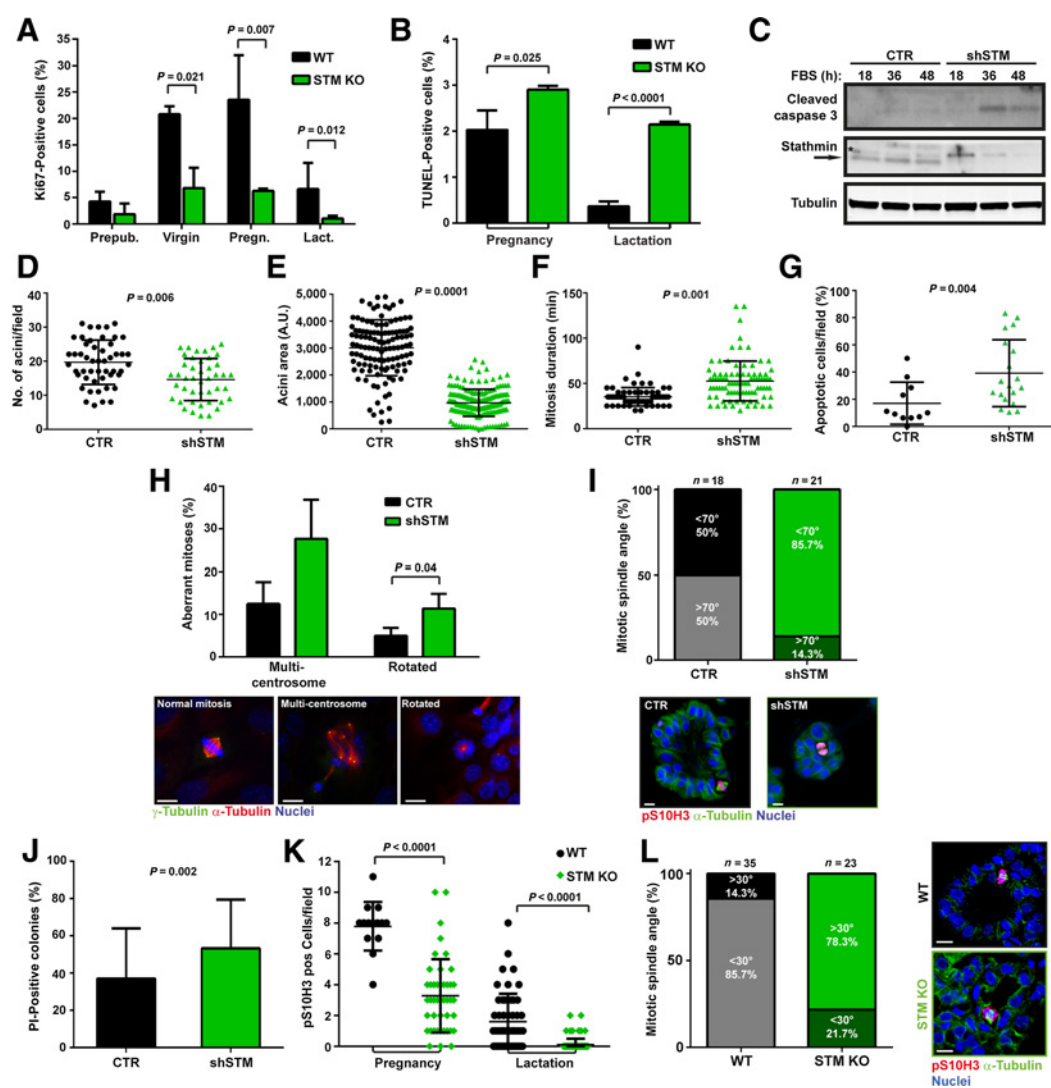 A
P = 0.007
35
30
25
20
15
10
5
0
Ki67-Positive cells (%)
WT
STM KO
P = 0.021
P = 0.012
Prepub. Virgin Pregn. Lact.
B
4
3
2
1
0
TUNEL-Positive cells (%)
WT
STM KO
P = 0.025
P < 0.0001
Pregnancy Lactation
C
CTR shSTM
FBS (h): 18 36 48 18 36 48
Cleaved
caspase 3
Stathmin
*
Tubulin
D
P = 0.006
40
30
20
10
0
No. of acini/field
CTR shSTM
E
P = 0.0001
5,000
4,000
3,000
2,000
1,000
0
Acini area (A.U.)
CTR shSTM
F
P = 0.001
150
100
50
0
Mitosis duration (min)
CTR shSTM
G
P = 0.004
100
80
60
40
20
0
Apoptotic cells/field (%)
CTR shSTM
H
40
30
20
10
0
Aberrant mitoses (%)
CTR
shSTM
P = 0.04
Multi-
centrosome
Rotated
Normal mitosis
Multi-centrosome
Rotated
γ-Tubulin α-Tubulin Nuclei
I
n = 18 n = 21
100
50
0
Mitotic spindle angle (%)
<70°
50%
>70°
50%
<70°
85.7%
>70°
14.3%
CTR shSTM
CTR
shSTM
pS10H3 α-Tubulin Nuclei
J
P = 0.002
100
80
60
40
20
0
PI-Positive colonies (%)
CTR shSTM
K
P < 0.0001
12
10
8
6
4
2
0
pS10H3 pos Cells/field
WT
STM KO
P < 0.0001
Pregnancy Lactation
L
n = 35 n = 23
100
50
0
Mitotic spindle angle (%)
>30°
14.3%
<30°
85.7%
>30°
78.3%
<30°
21.7%
WT STM KO
WT
STM KO
pS10H3 α-Tubulin
Nuclei